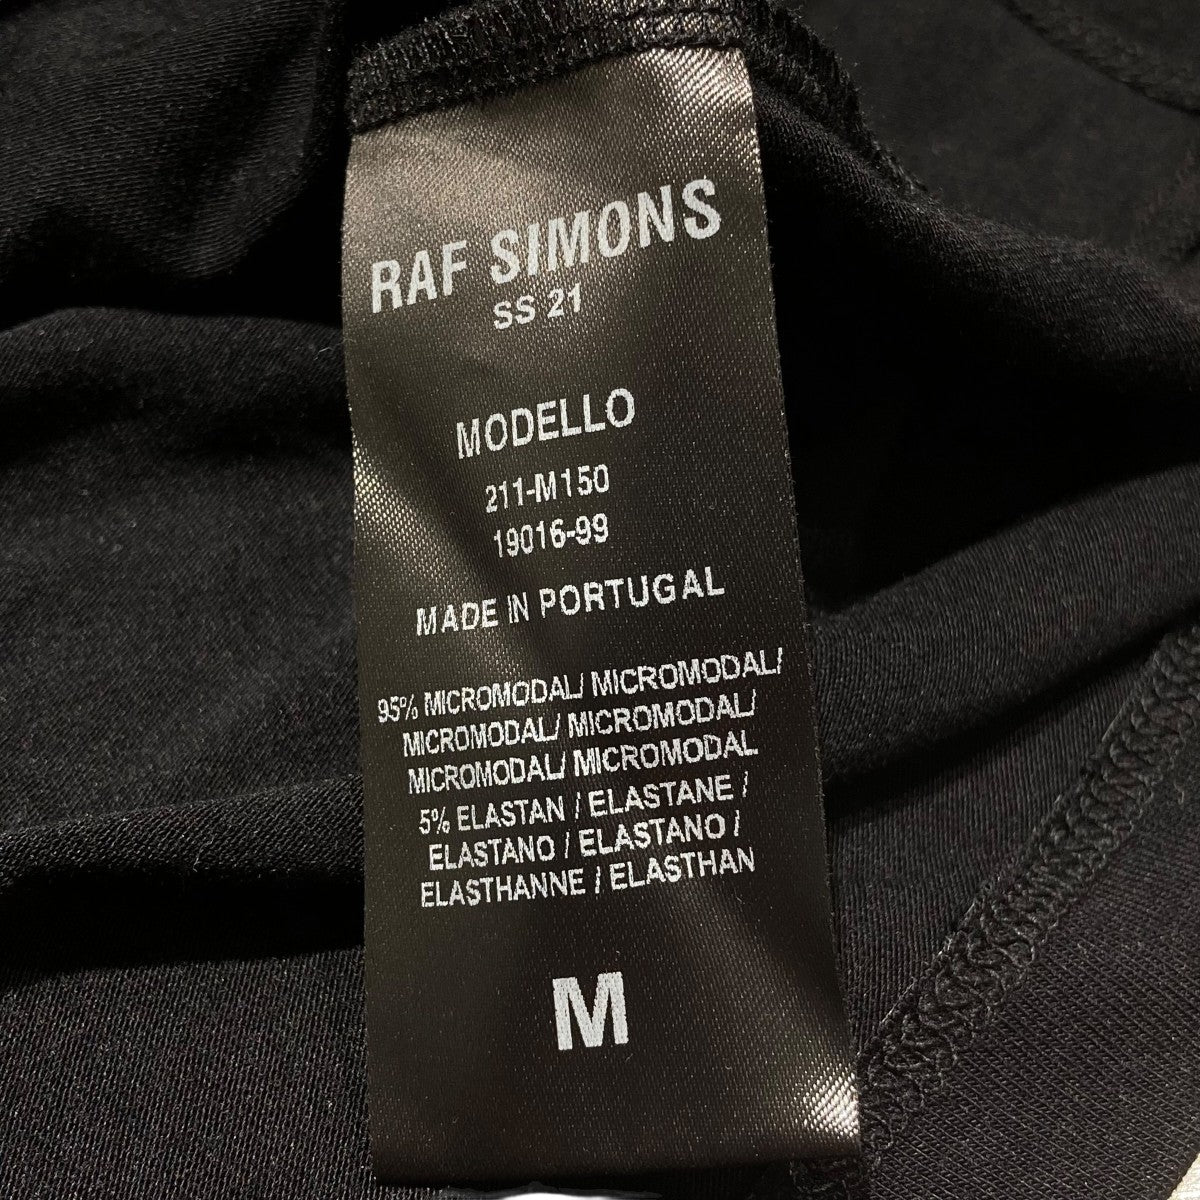 RAF SIMONS
SS 21
MODELLO
211-M150
19016-99
MADE IN PORTUGAL
95% MICROMODAL/ MICROMODAL/
MICROMODAL/ MICROMODAL/
MICROMODAL/ MICROMODAL
5% ELASTAN / ELASTANE /
ELASTANO / ELASTANO /
ELASTHANNE / ELASTHAN
M